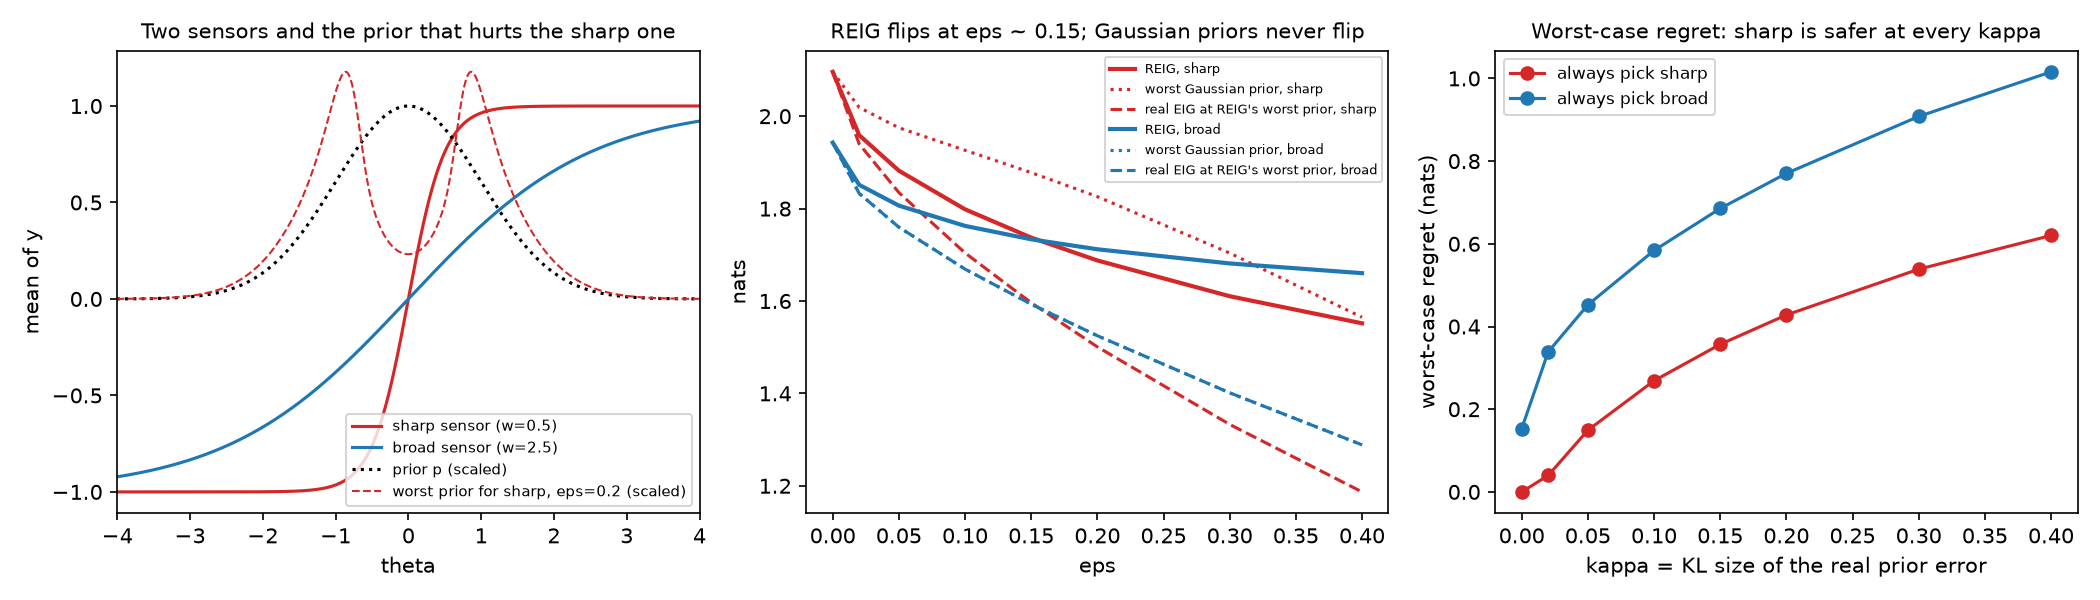 Two sensors and the prior that hurts the sharp one
mean of y
1.0
0.5
0.0
−0.5
−1.0
sharp sensor (w=0.5)
broad sensor (w=2.5)
prior p (scaled)
worst prior for sharp, eps=0.2 (scaled)
−4
−3
−2
−1
0
1
2
3
4
theta
REIG flips at eps ~ 0.15; Gaussian priors never flip
nats
2.0
1.8
1.6
1.4
1.2
REIG, sharp
worst Gaussian prior, sharp
real EIG at REIG's worst prior, sharp
REIG, broad
worst Gaussian prior, broad
real EIG at REIG's worst prior, broad
0.00
0.05
0.10
0.15
0.20
0.25
0.30
0.35
0.40
eps
Worst-case regret: sharp is safer at every kappa
worst-case regret (nats)
1.0
0.8
0.6
0.4
0.2
0.0
always pick sharp
always pick broad
0.00
0.05
0.10
0.15
0.20
0.25
0.30
0.35
0.40
kappa = KL size of the real prior error